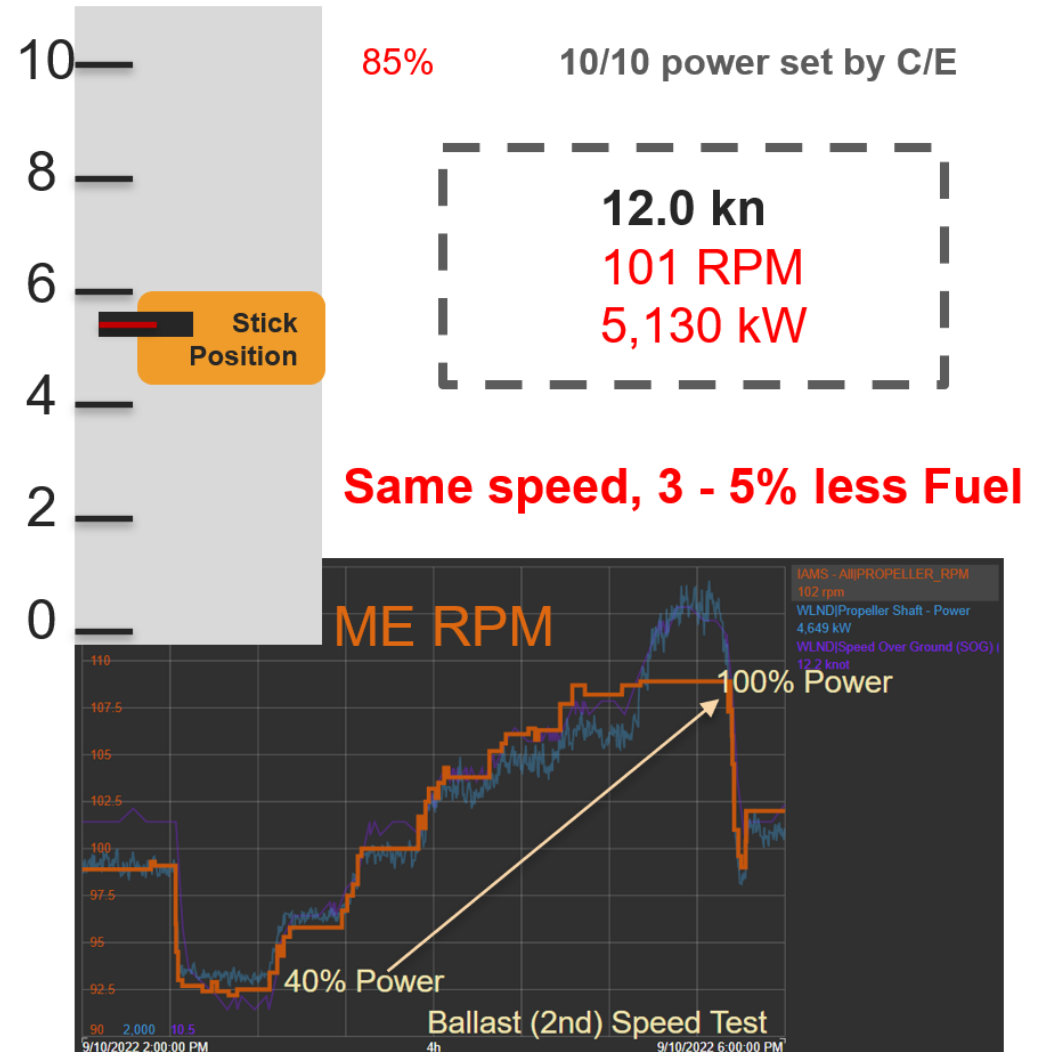 10
85%
10/10 power set by C/E
8
12.0 kn
101 RPM
6
5,130 kW
Stick
Position
4
Same speed, 3 - 5% less Fuel
2
0
ME RPM
IAMS - All|PROPELLER_RPM
102 rpm
WLND|Propeller Shaft - Power
4,649 kW
WLND|Speed Over Ground (SOG) (
12.2 knot
110
100% Power
107.5
105
102.5
100
97.5
95
92.5
40% Power
90 2,000 10.5
Ballast (2nd) Speed Test
9/10/2022 2:00:00 PM
4h
9/10/2022 6:00:00 PM